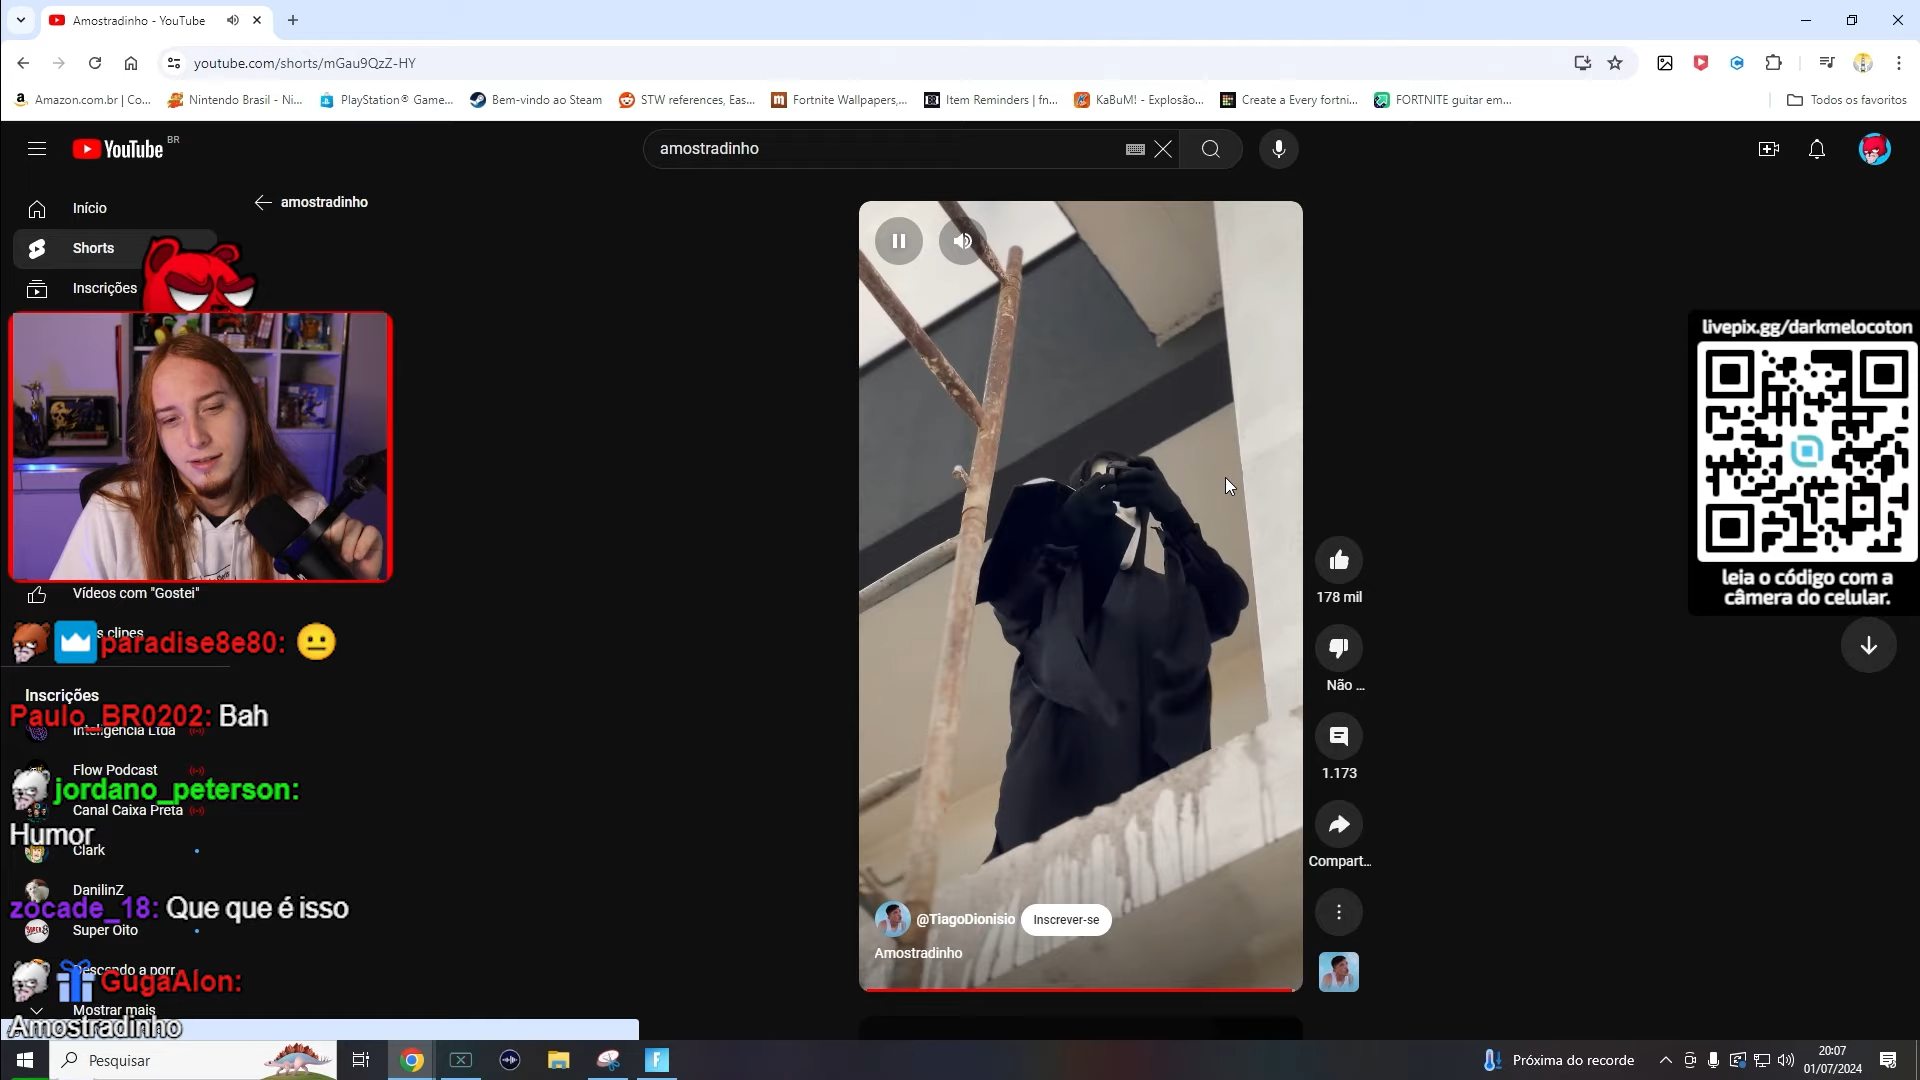 Amostradinho - YouTube
youtube.com/shorts/mGau9QzZ-HY
Amazon.com.br | Co...
Nintendo Brasil - Ni...
PlayStation® Game...
Bem-vindo ao Steam
STW references, Eas...
Fortnite Wallpapers,...
Item Reminders | fn...
KaBuM! - Explosão...
Create a Every fortni...
FORTNITE guitar em...
Todos os favoritos
YouTube BR
amostradinho
Início
amostradinho
Shorts
Inscrições
livepix.gg/darkmelocoton
leia o código com a
câmera do celular.
178 mil
Não ...
1.173
Compart...
Vídeos com "Gostei"
clipes
paradise8e80: 😐
Inscrições
Paulo_BR0202: Bah
Inteligência Ltda
Flow Podcast
jordano_peterson:
Canal Caixa Preta
Humor
Clark
DanilinZ
zocade_18: Que que é isso
Super Oito
Descendo a porr
GugaAlon:
Mostrar mais
Amostradinho
@TiagoDionisio
Inscrever-se
Amostradinho
Pesquisar
Próxima do recorde
20:07
01/07/2024